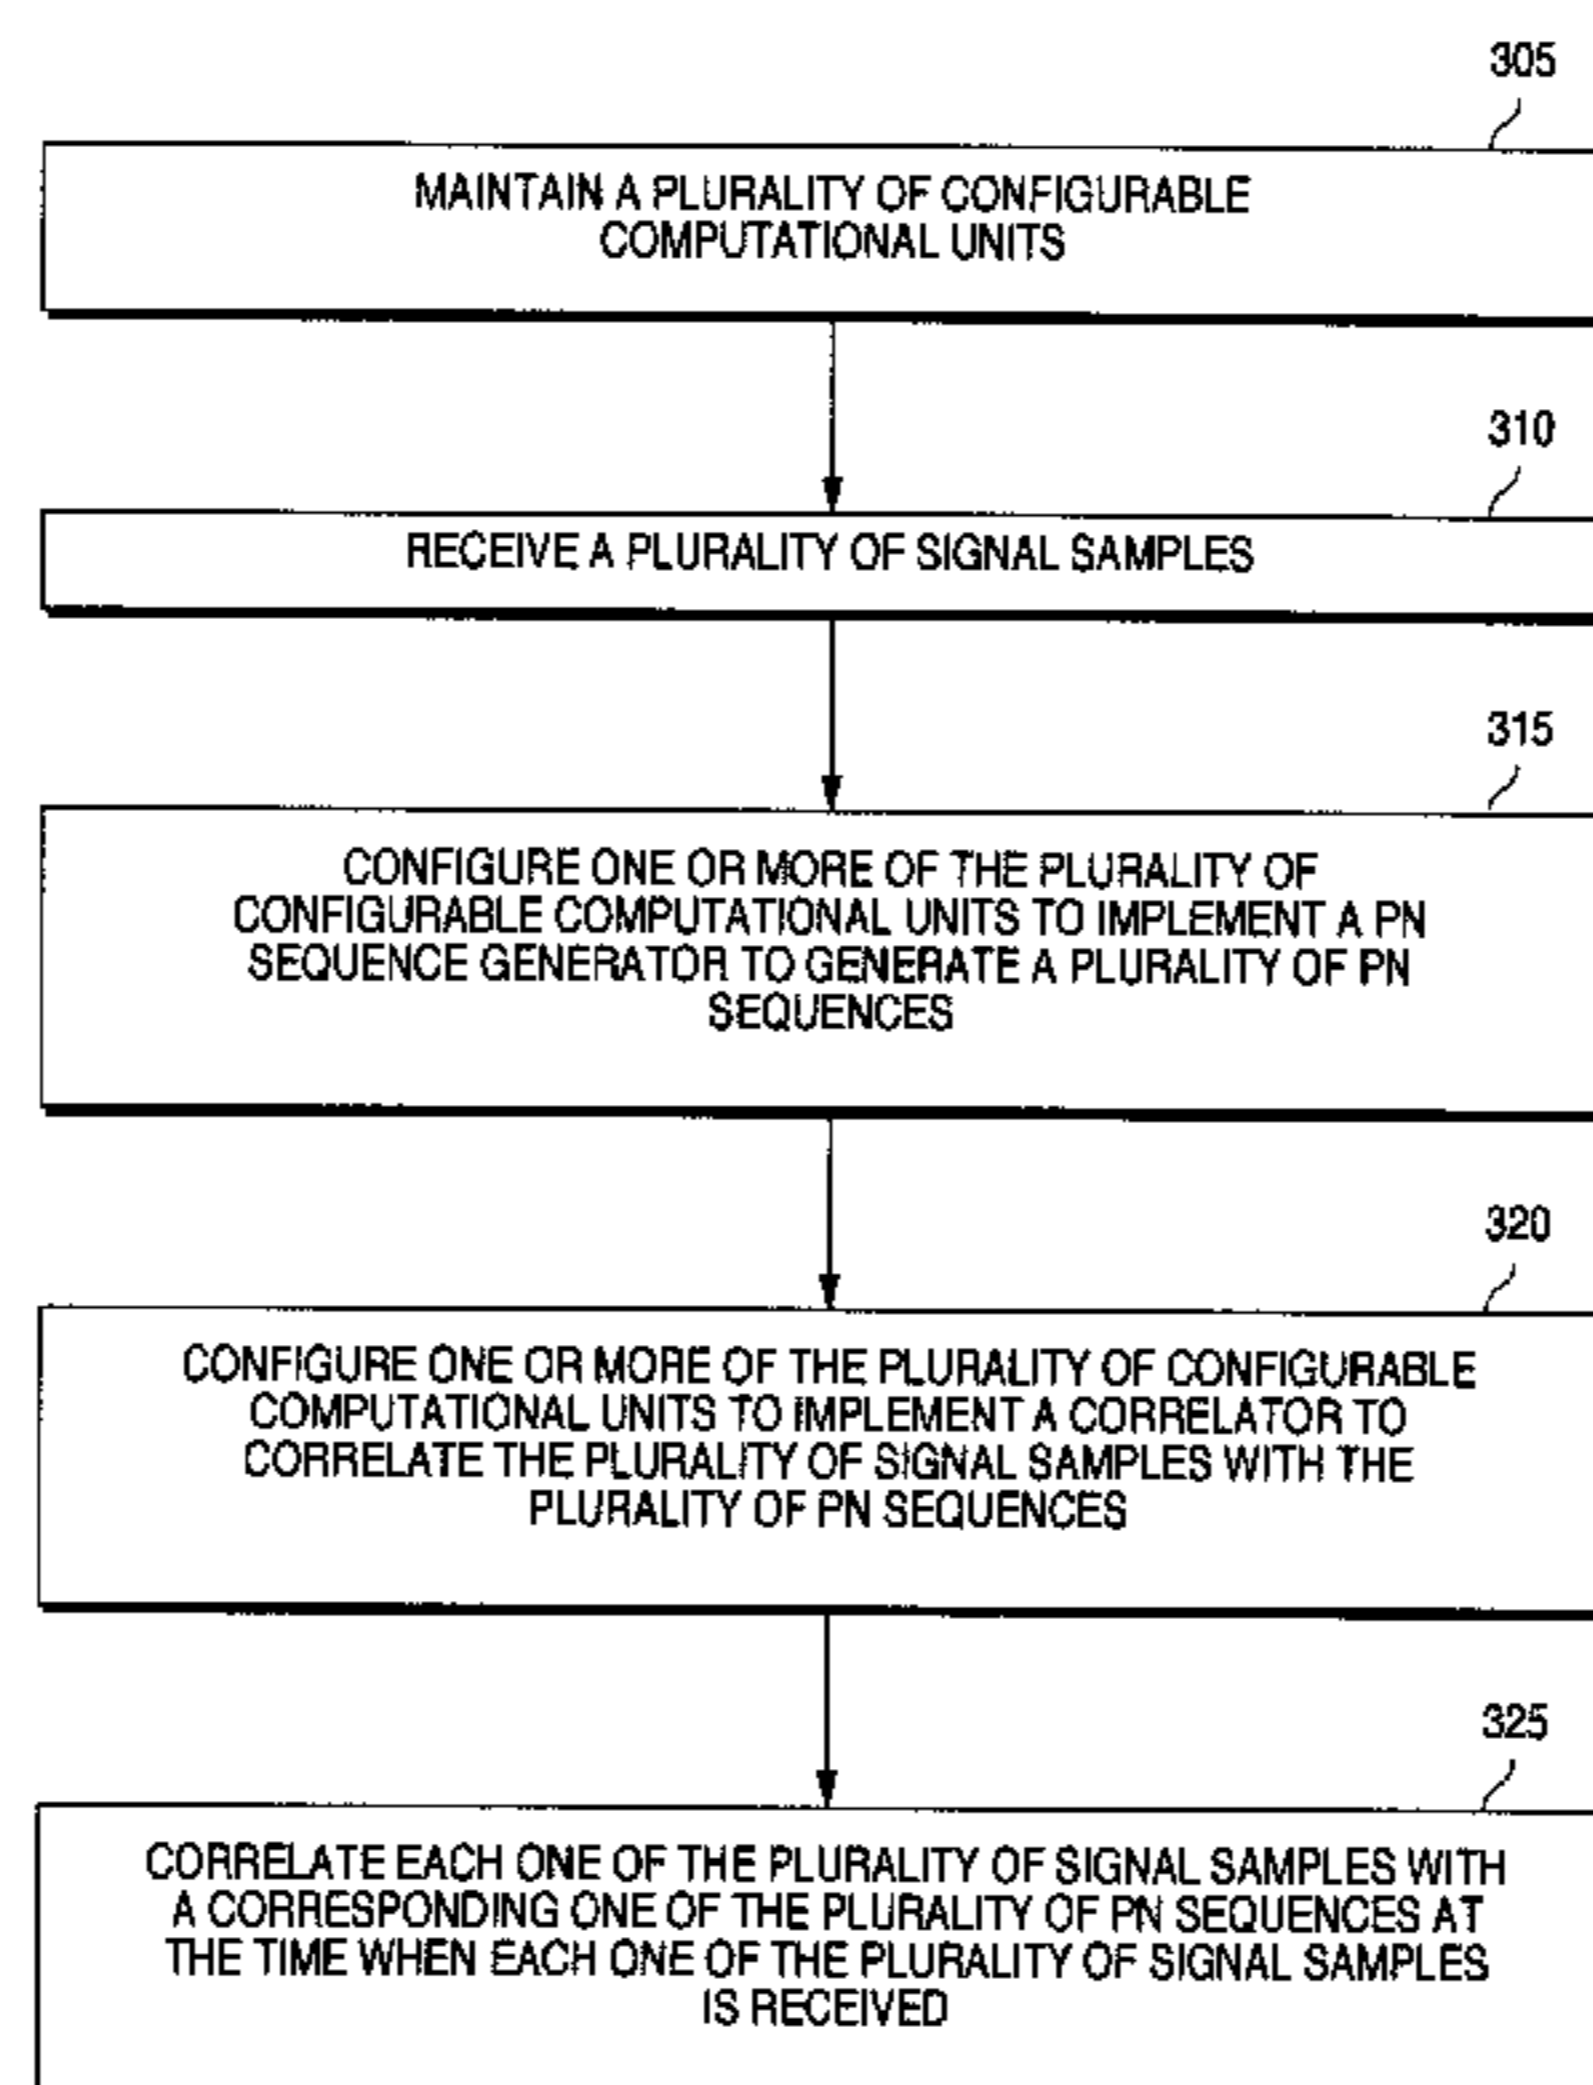 305
MAINTAIN A PLURALITY OF CONFIGURABLE
COMPUTATIONAL UNITS
310
RECEIVE A PLURALITY OF SIGNAL SAMPLES
315
CONFIGURE ONE OR MORE OF THE PLURALITY OF
CONFIGURABLE COMPUTATIONAL UNITS TO IMPLEMENT A PN
SEQUENCE GENERATOR TO GENERATE A PLURALITY OF PN
SEQUENCES
320
CONFIGURE ONE OR MORE OF THE PLURALITY OF CONFIGURABLE
COMPUTATIONAL UNITS TO IMPLEMENT A CORRELATOR TO
CORRELATE THE PLURALITY OF SIGNAL SAMPLES WITH THE
PLURALITY OF PN SEQUENCES
325
CORRELATE EACH ONE OF THE PLURALITY OF SIGNAL SAMPLES WITH
A CORRESPONDING ONE OF THE PLURALITY OF PN SEQUENCES AT
THE TIME WHEN EACH ONE OF THE PLURALITY OF SIGNAL SAMPLES
IS RECEIVED